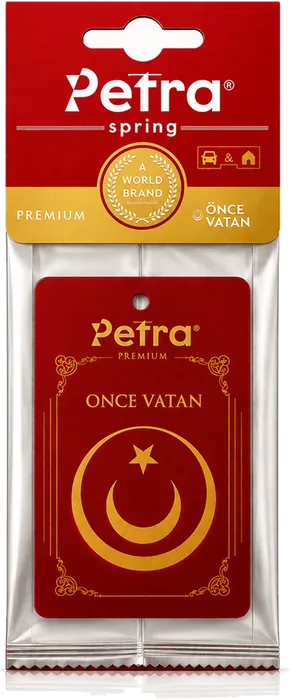 Petra®
spring
A
WORLD
BRAND
&
PREMIUM
ÖNCE
VATAN
Petra®
PREMIUM
ONCE VATAN